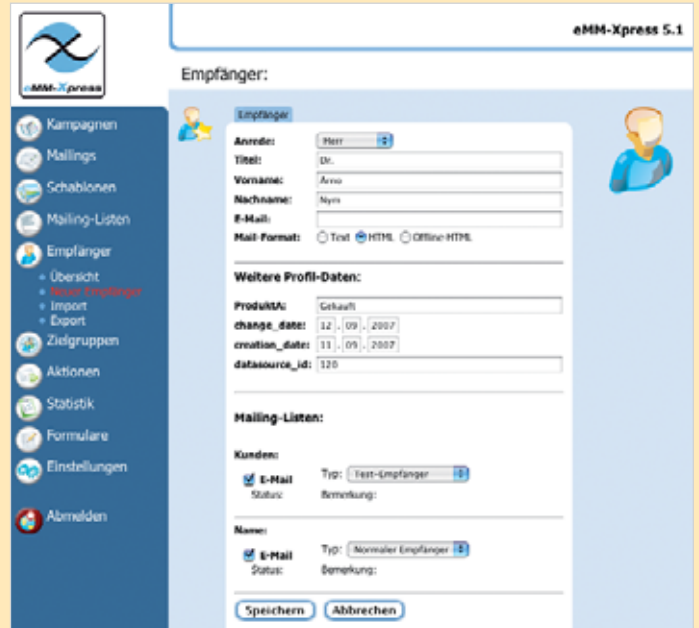 eMM-Xpress
eMM-Xpress 5.1
Empfänger:
Kampagnen
Mailings
Schablonen
Mailing-Listen
Empfänger
Übersicht
Neuer Empfänger
Import
Export
Zielgruppen
Aktionen
Statistik
Formulare
Einstellungen
Abmelden
Empfänger
Anrede: Herr
Titel: Dr.
Vorname: Arno
Nachname: Nym
E-Mail:
Mail-Format: Text HTML Offline-HTML
Weitere Profil-Daten:
ProduktA: Gekauft
change_date: 12 . 09 . 2007
creation_date: 11 . 09 . 2007
datasource_id: 120
Mailing-Listen:
Kunden:
E-Mail Typ: Test-Empfänger
Status: Bemerkung:
Name:
E-Mail Typ: Normaler Empfänger
Status: Bemerkung:
Speichern Abbrechen